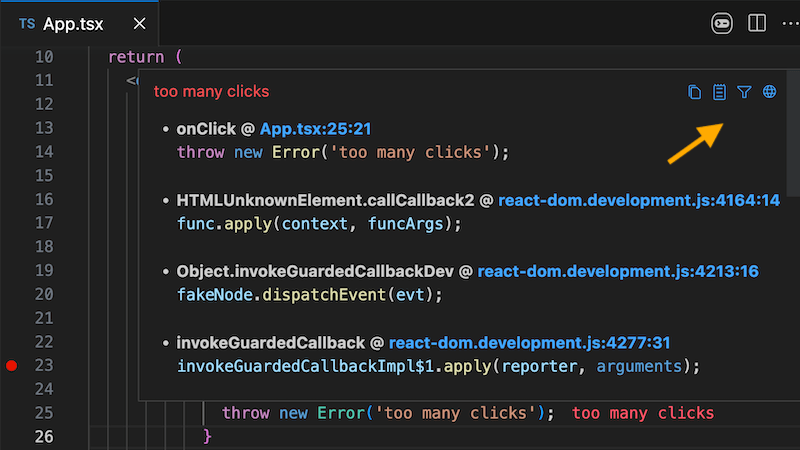 TS App.tsx
10 return (
11 <
12
13
14
15
16
17
18
19
20
21
22
23
24
25 throw new Error('too many clicks'); too many clicks
26 }
too many clicks
• onClick @ App.tsx:25:21
throw new Error('too many clicks');
• HTMLUnknownElement.callCallback2 @ react-dom.development.js:4164:14
func.apply(context, funcArgs);
• Object.invokeGuardedCallbackDev @ react-dom.development.js:4213:16
fakeNode.dispatchEvent(evt);
• invokeGuardedCallback @ react-dom.development.js:4277:31
invokeGuardedCallbackImpl$1.apply(reporter, arguments);